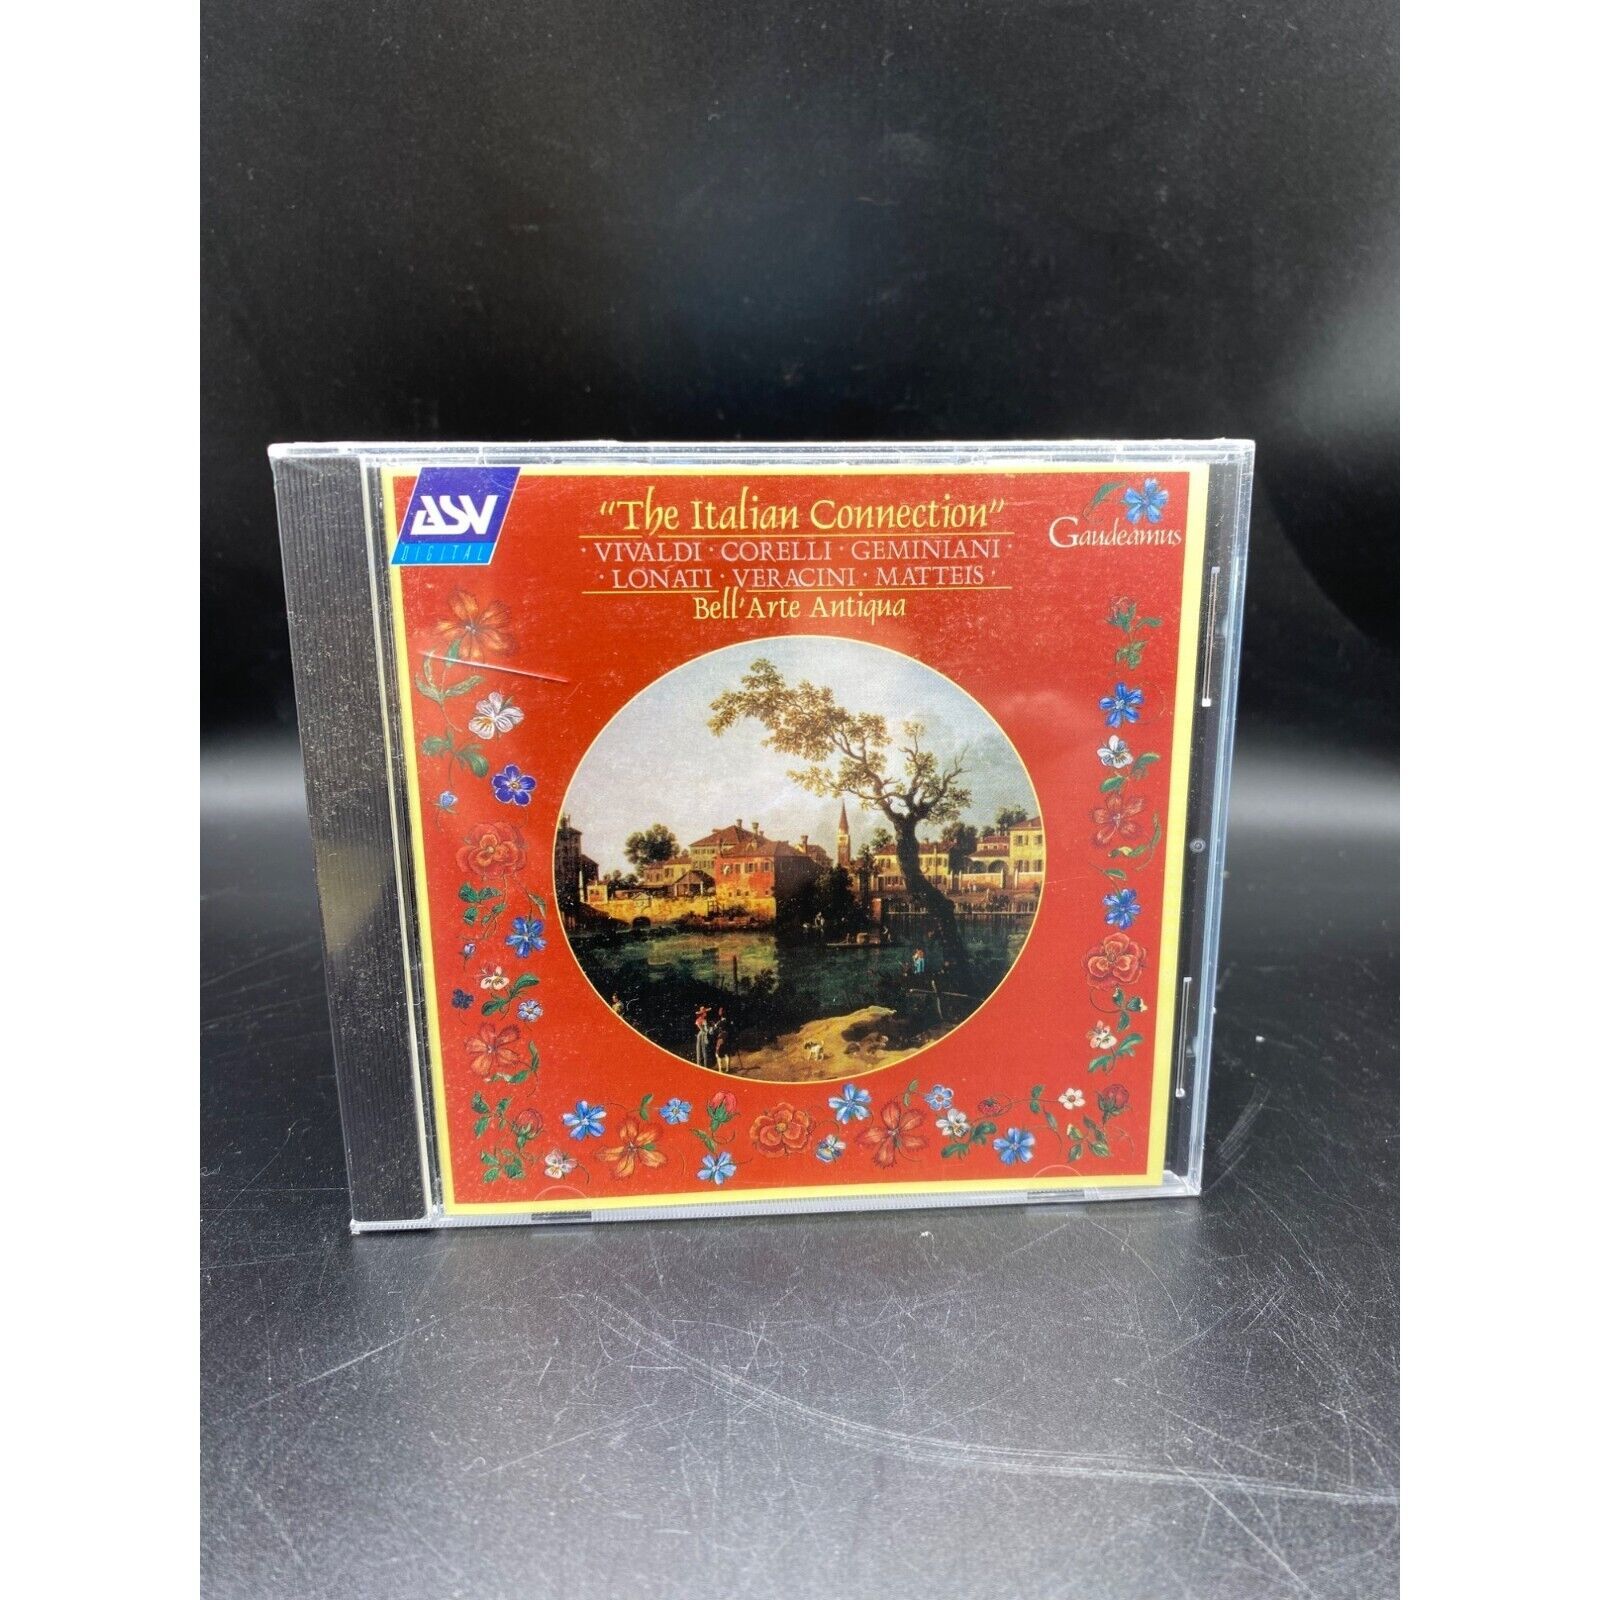 ASV
DIGITAL
"The Italian Connection"
· VIVALDI · CORELLI · GEMINIANI ·
· LONATI · VERACINI · MATTEIS ·
Bell'Arte Antiqua
Gaudeamus